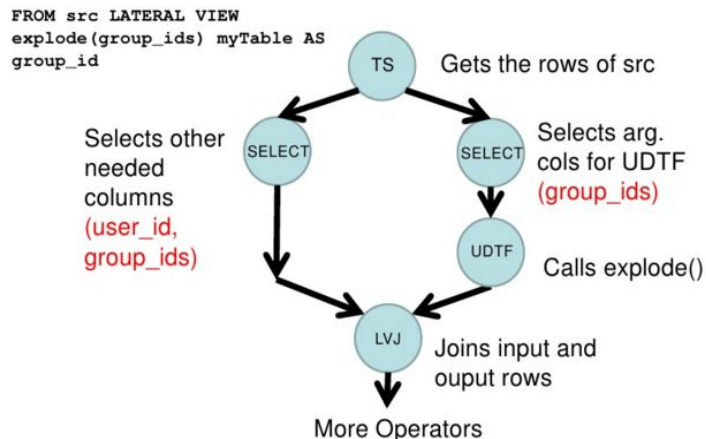 FROM src LATERAL VIEW
explode(group_ids) myTable AS
group_id
TS
Gets the rows of src
Selects other
needed
columns
(user_id,
group_ids)
SELECT
SELECT
Selects arg.
cols for UDTF
(group_ids)
UDTF
Calls explode()
LVJ
Joins input and
ouput rows
More Operators